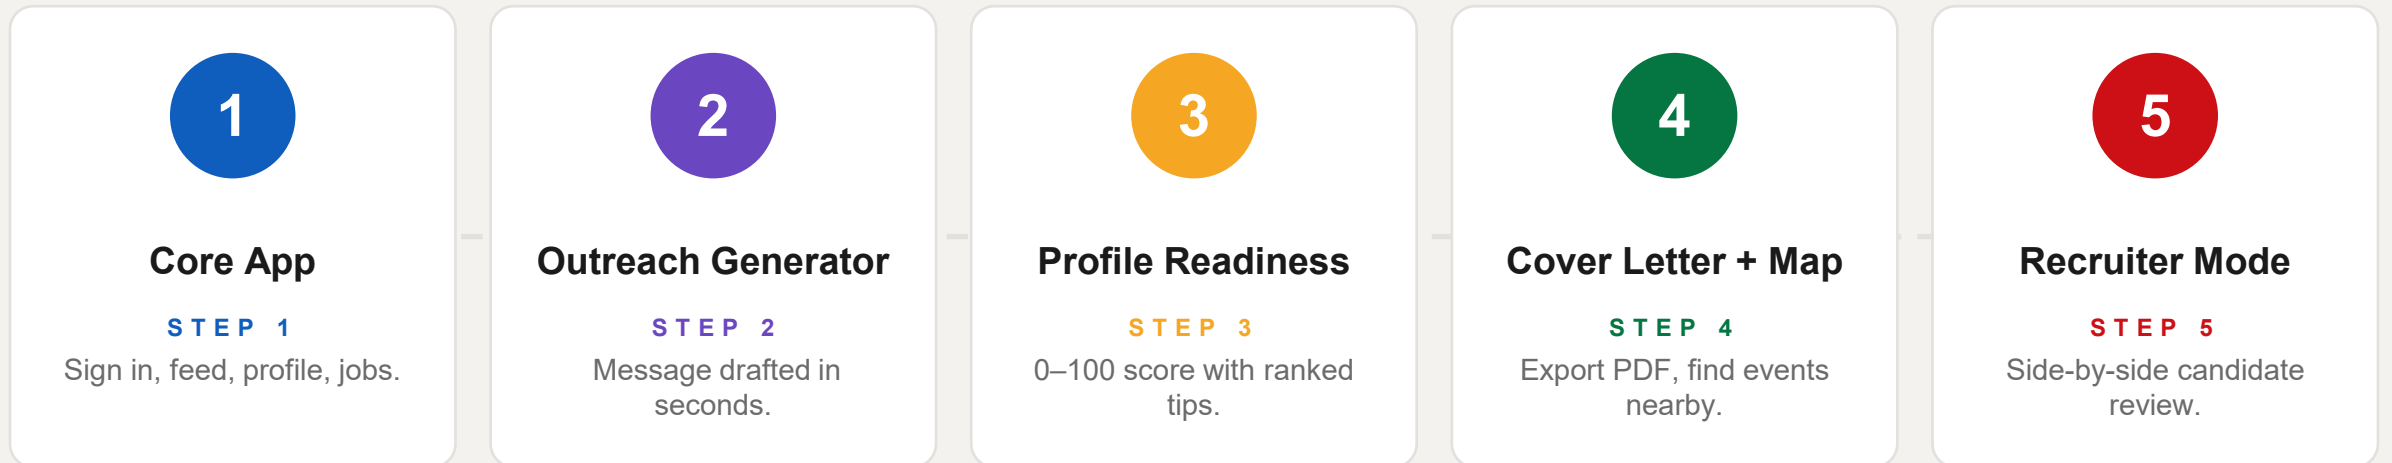 1
Core App
STEP 1
Sign in, feed, profile, jobs.
2
Outreach Generator
STEP 2
Message drafted in
seconds.
3
Profile Readiness
STEP 3
0–100 score with ranked
tips.
4
Cover Letter + Map
STEP 4
Export PDF, find events
nearby.
5
Recruiter Mode
STEP 5
Side-by-side candidate
review.